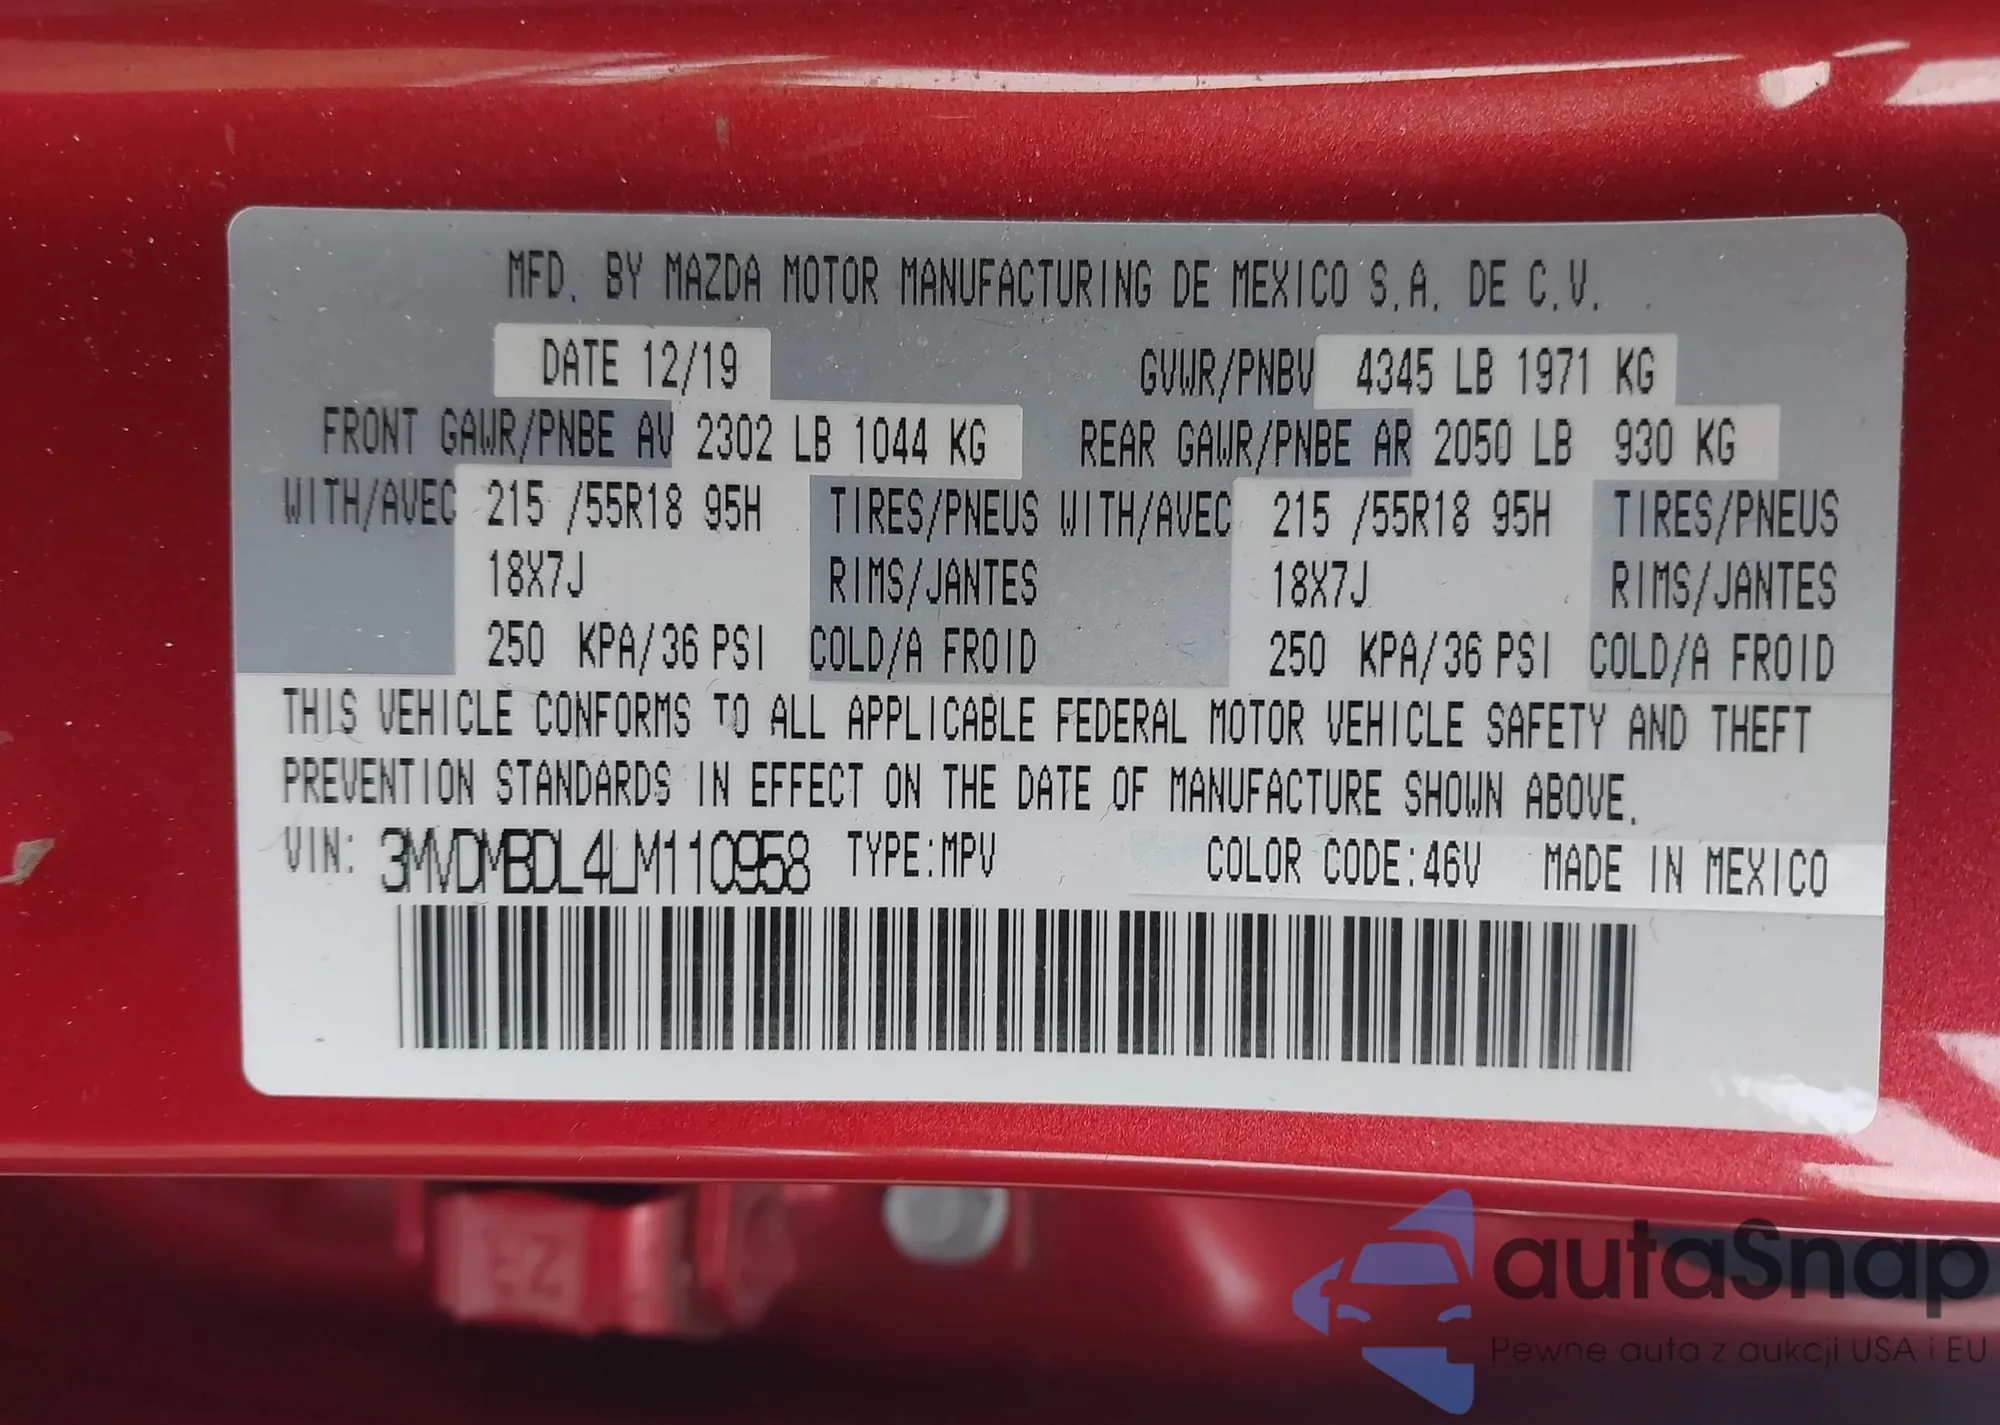 MFD. BY MAZDA MOTOR MANUFACTURING DE MEXICO S.A. DE C.V.
DATE 12/19 GVWR/PNBV 4345 LB 1971 KG
FRONT GAWR/PNBE AV 2302 LB 1044 KG REAR GAWR/PNBE AR 2050 LB 930 KG
WITH/AVEC 215 /55R18 95H TIRES/PNEUS WITH/AVEC 215 /55R18 95H TIRES/PNEUS
18X7J RIMS/JANTES 18X7J RIMS/JANTES
250 KPA/36 PSI COLD/A FROID 250 KPA/36 PSI COLD/A FROID
THIS VEHICLE CONFORMS TO ALL APPLICABLE FEDERAL MOTOR VEHICLE SAFETY AND THEFT
PREVENTION STANDARDS IN EFFECT ON THE DATE OF MANUFACTURE SHOWN ABOVE.
VIN: 3MVDMBDL4LM110958 TYPE:MPV COLOR CODE:46V MADE IN MEXICO
autaSnap
Pewne auta z aukcji USA i EU